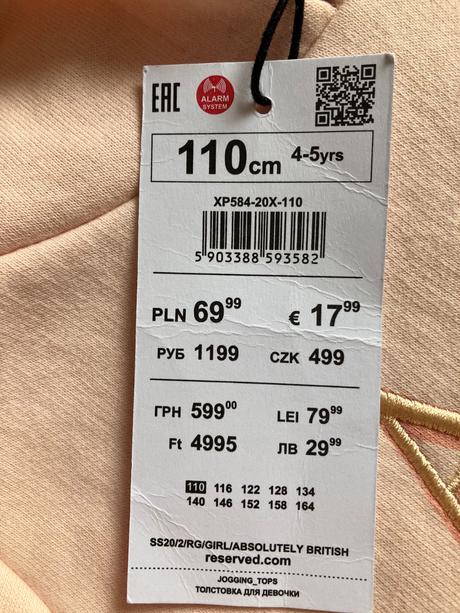 EAC
ALARM
SYSTEM
110cm 4-5yrs
XP584-20X-110
5 903388 593582
PLN 69 99 € 17 99
РУБ 1199 CZK 499
ГРН 599 00 LEI 79 99
Ft 4995 ЛВ 29 99
110 116 122 128 134
140 146 152 158 164
SS20/2/RG/GIRL/ABSOLUTELY BRITISH
reserved.com
JOGGING_TOPS
ТОЛСТОВКА ДЛЯ ДЕВОЧКИ